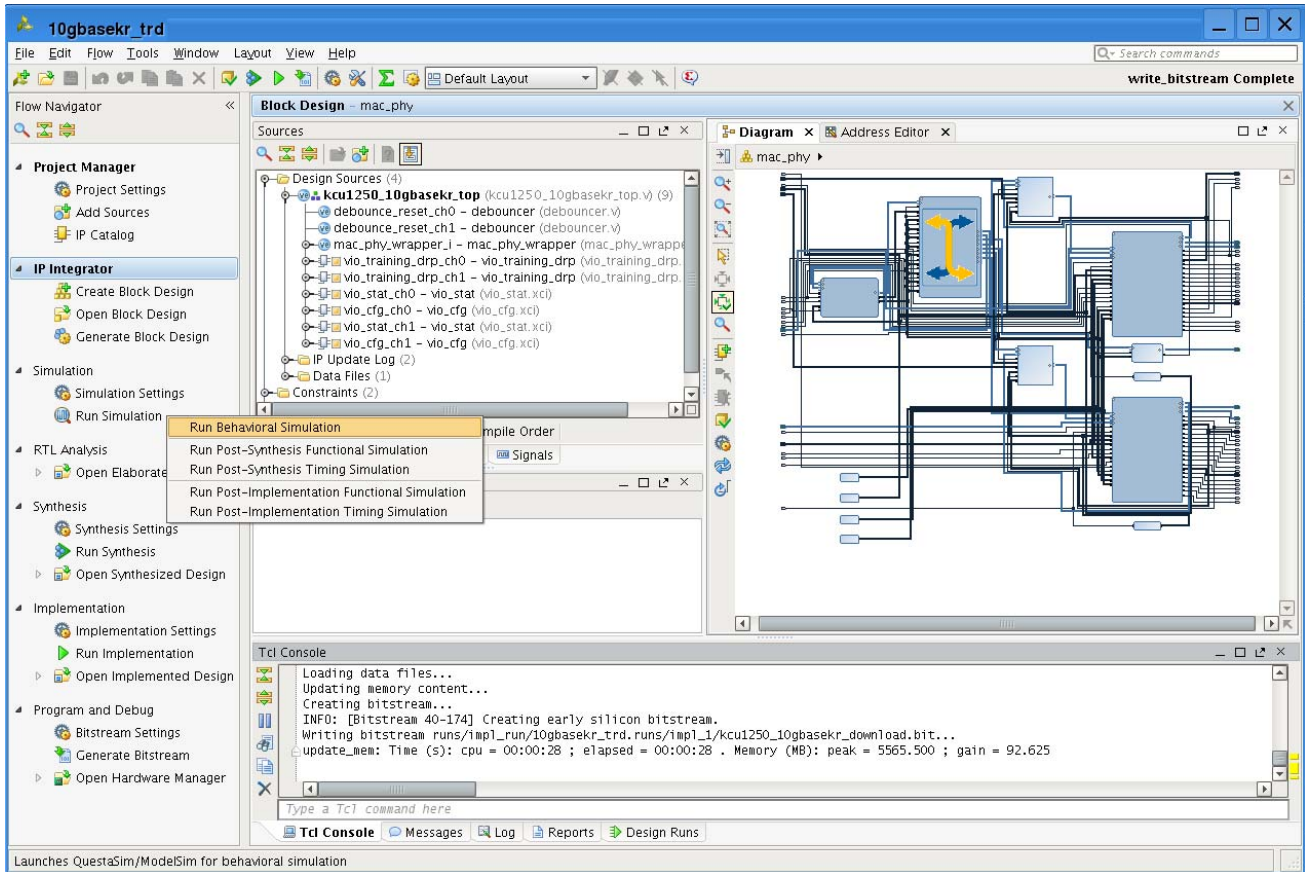 10gbasekr_trd
File Edit Flow Tools Window Layout View Help
Search commands
Default Layout
write_bitstream Complete
Flow Navigator
Project Manager
Project Settings
Add Sources
IP Catalog
IP Integrator
Create Block Design
Open Block Design
Generate Block Design
Simulation
Simulation Settings
Run Simulation
RTL Analysis
Open Elaborate
Synthesis
Synthesis Settings
Run Synthesis
Open Synthesized Design
Implementation
Implementation Settings
Run Implementation
Open Implemented Design
Program and Debug
Bitstream Settings
Generate Bitstream
Open Hardware Manager
Run Behavioral Simulation
Run Post-Synthesis Functional Simulation
Run Post-Synthesis Timing Simulation
Run Post-Implementation Functional Simulation
Run Post-Implementation Timing Simulation
Block Design - mac_phy
Sources
Design Sources (4)
kcu1250_10gbasekr_top (kcu1250_10gbasekr_top.v) (9)
debounce_reset_ch0 - debouncer (debouncer.v)
debounce_reset_ch1 - debouncer (debouncer.v)
mac_phy_wrapper_i - mac_phy_wrapper (mac_phy_wrappe
vio_training_drp_ch0 - vio_training_drp (vio_training_drp.
vio_training_drp_ch1 - vio_training_drp (vio_training_drp.
vio_stat_ch0 - vio_stat (vio_stat.xci)
vio_cfg_ch0 - vio_cfg (vio_cfg.xci)
vio_stat_ch1 - vio_stat (vio_stat.xci)
vio_cfg_ch1 - vio_cfg (vio_cfg.xci)
IP Update Log (2)
Data Files (1)
Constraints (2)
mpile Order
Signals
Diagram Address Editor
mac_phy
Tcl Console
Loading data files...
Updating memory content...
Creating bitstream...
INFO: [Bitstream 40-174] Creating early silicon bitstream.
Writing bitstream runs/impl_run/10gbasekr_trd.runs/impl_1/kcu1250_10gbasekr_download.bit...
update_mem: Time (s): cpu = 00:00:28 ; elapsed = 00:00:28 . Memory (MB): peak = 5565.500 ; gain = 92.625
Type a Tcl command here
Tcl Console Messages Log Reports Design Runs
Launches QuestaSim/ModelSim for behavioral simulation